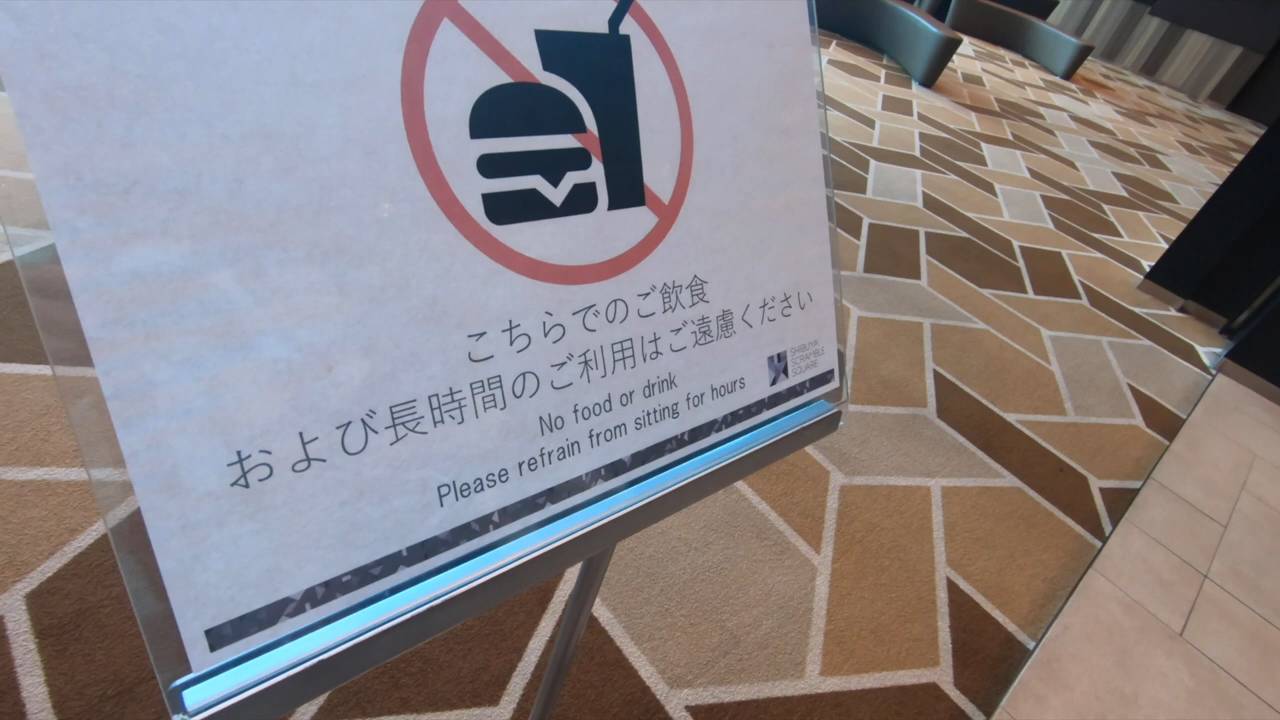 こちらでのご飲食
および長時間のご利用はご遠慮ください
No food or drink
Please refrain from sitting for hours
SHIBUYA
SCRAMBLE
SQUARE